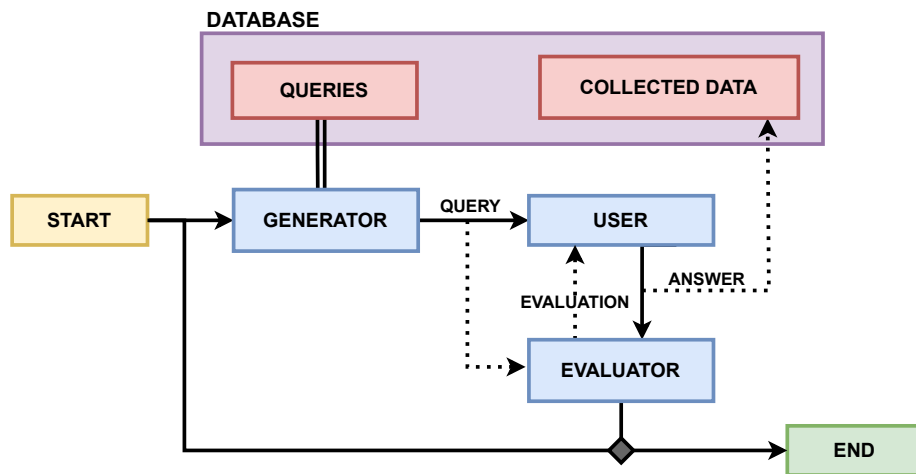 DATABASE
QUERIES
COLLECTED DATA
START
GENERATOR
QUERY
USER
EVALUATION
ANSWER
EVALUATOR
END